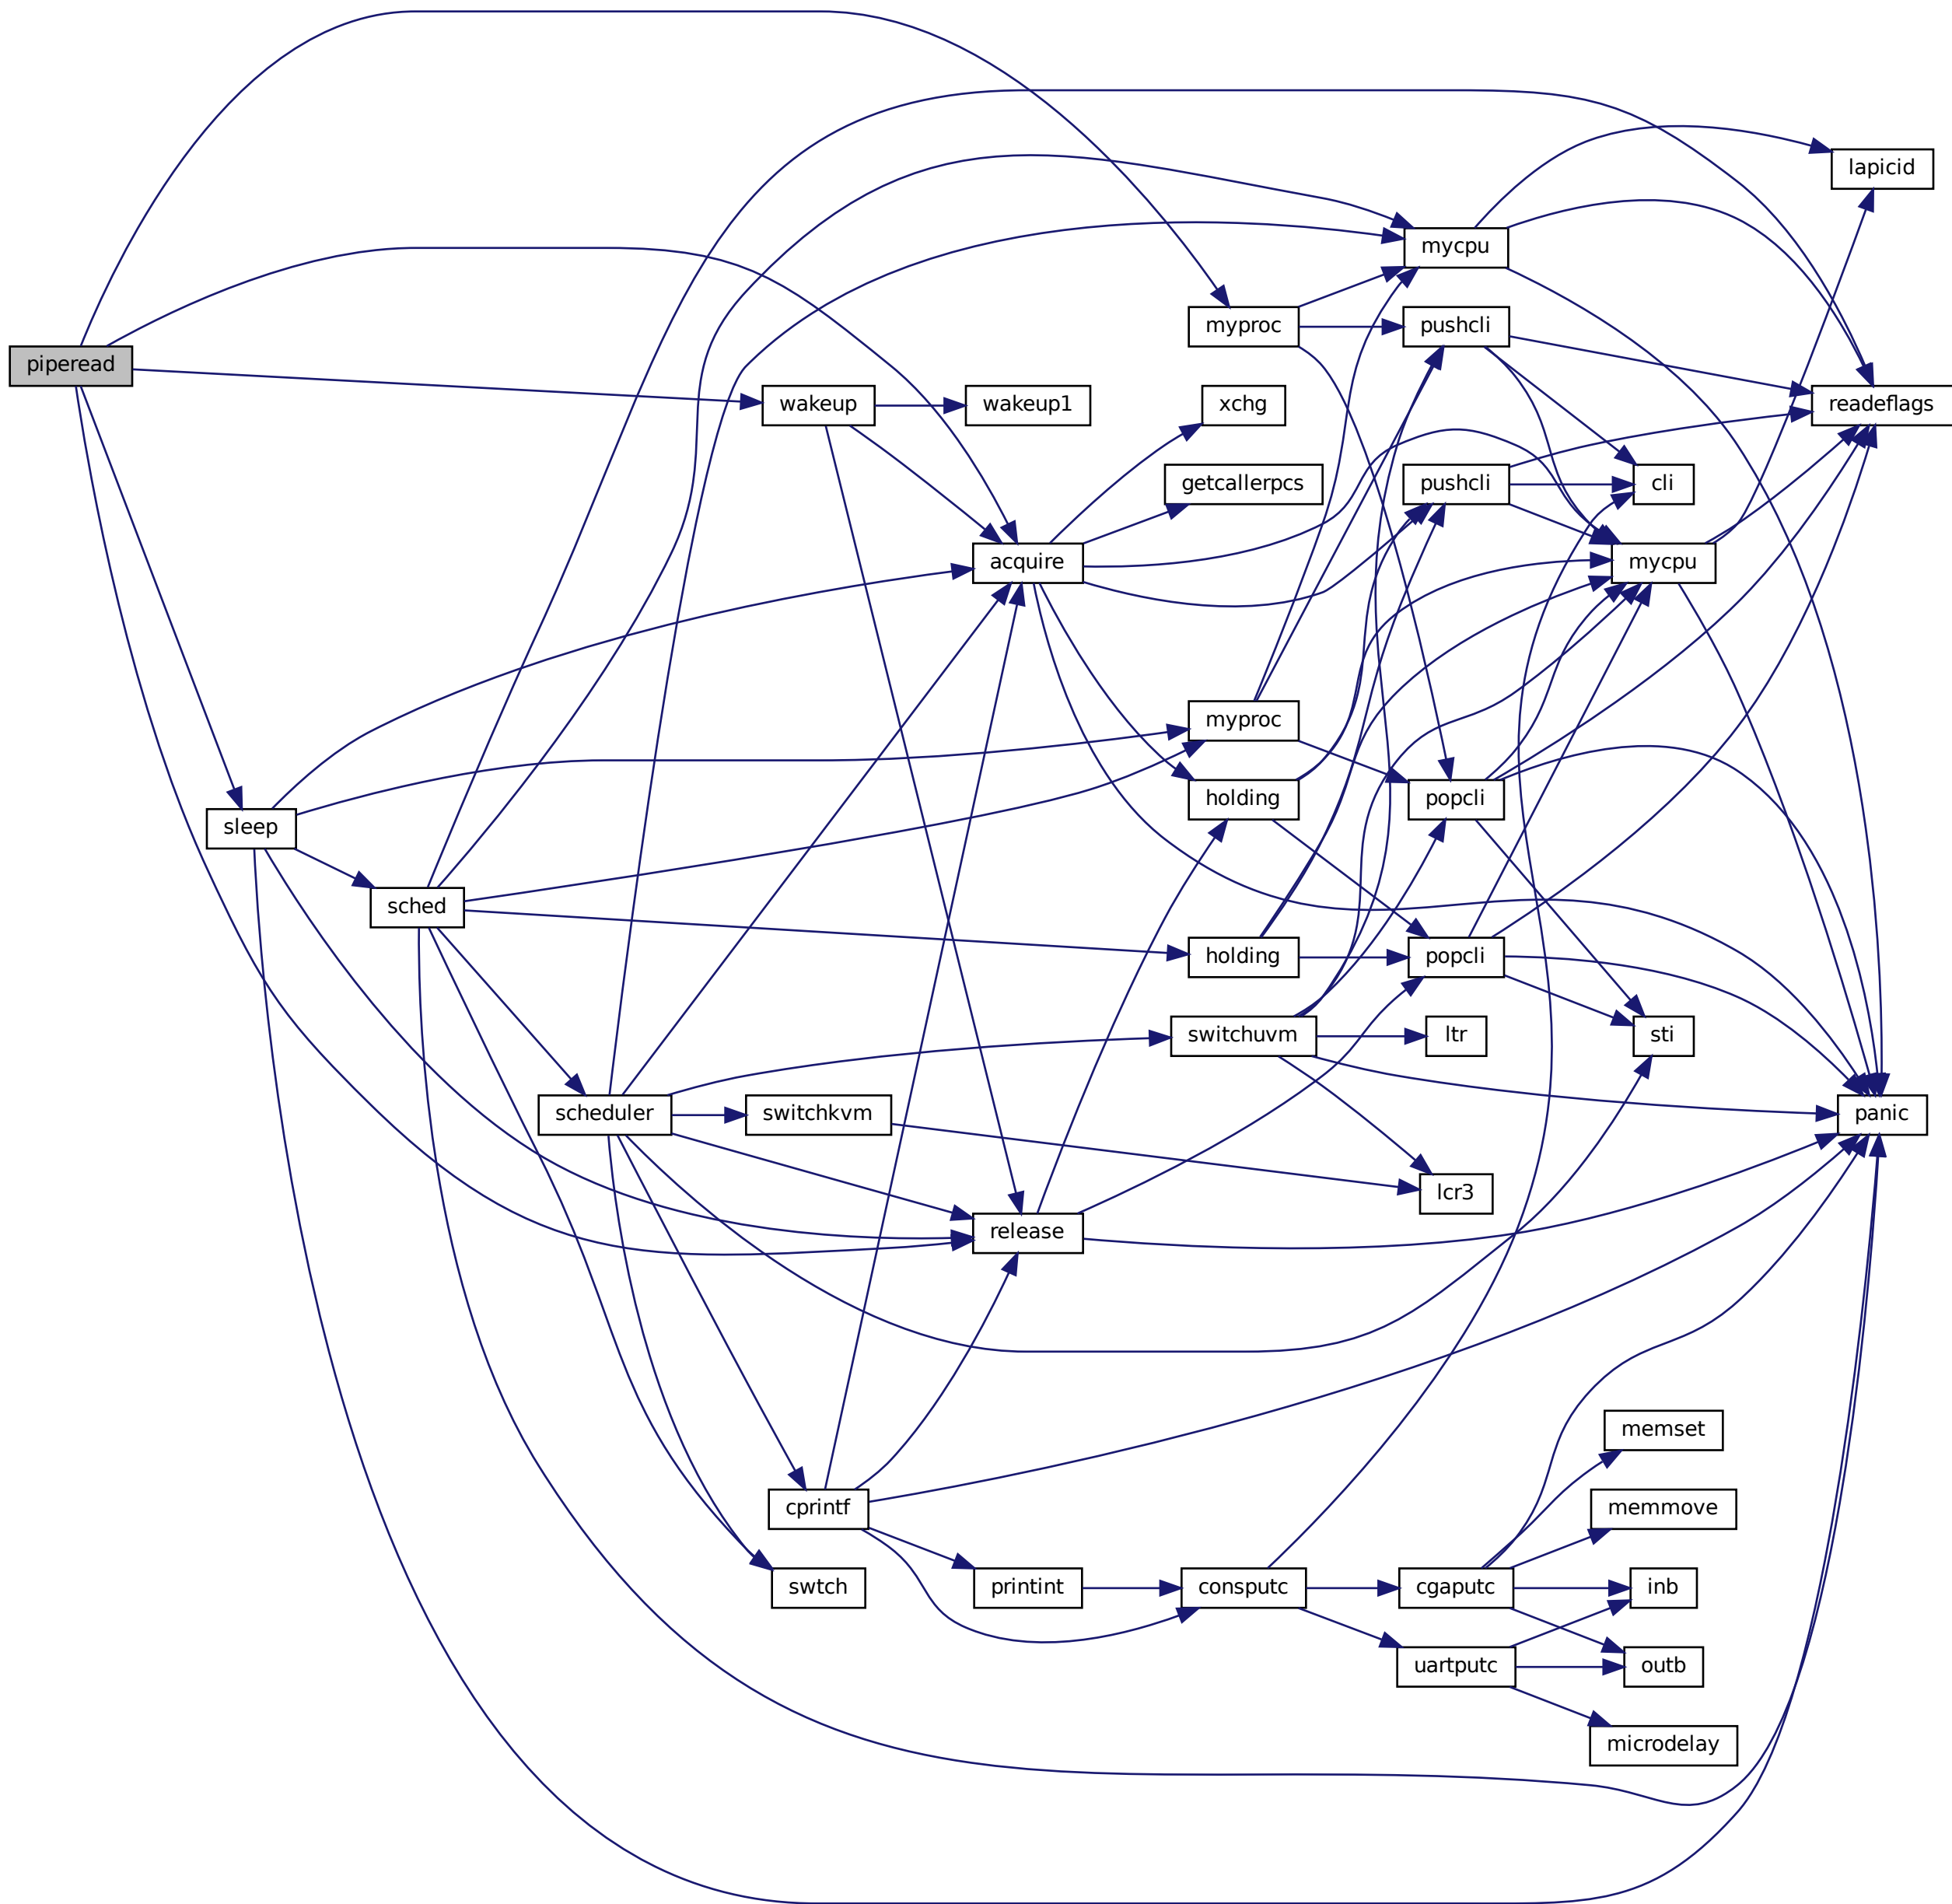 lapicid
mycpu
myproc
pushcli
piperead
wakeup
wakeup1
xchg
readeflags
getcallerpcs
pushcli
cli
acquire
mycpu
myproc
sleep
holding
popcli
sched
holding
popcli
switchuvm
ltr
sti
scheduler
switchkvm
panic
lcr3
release
memset
cprintf
memmove
swtch
printint
consputc
cgaputc
inb
uartputc
outb
microdelay